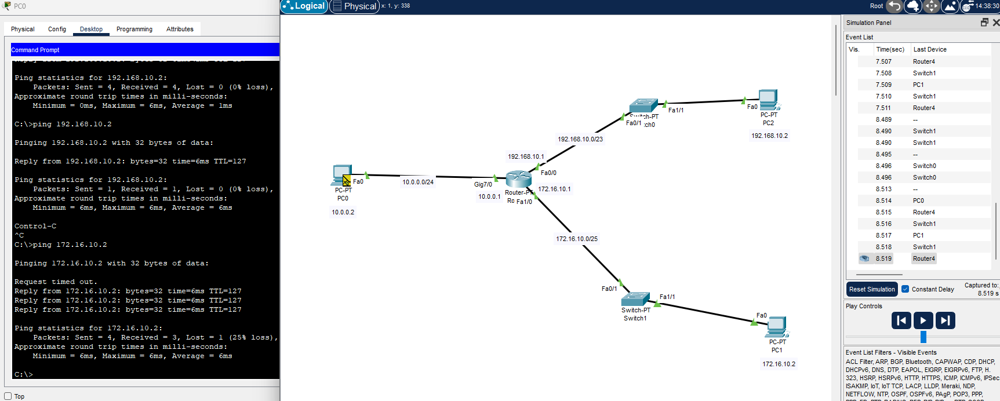 PC0
Physical Config Desktop Programming Attributes
Command Prompt
Ping statistics for 192.168.10.2:
Packets: Sent = 4, Received = 4, Lost = 0 (0% loss),
Approximate round trip times in milli-seconds:
Minimum = 0ms, Maximum = 6ms, Average = 1ms
C:\>ping 192.168.10.2
Pinging 192.168.10.2 with 32 bytes of data:
Reply from 192.168.10.2: bytes=32 time=6ms TTL=127
Ping statistics for 192.168.10.2:
Packets: Sent = 1, Received = 1, Lost = 0 (0% loss),
Approximate round trip times in milli-seconds:
Minimum = 6ms, Maximum = 6ms, Average = 6ms
Control-C
^C
C:\>ping 172.16.10.2
Pinging 172.16.10.2 with 32 bytes of data:
Request timed out.
Reply from 172.16.10.2: bytes=32 time=6ms TTL=127
Reply from 172.16.10.2: bytes=32 time=6ms TTL=127
Reply from 172.16.10.2: bytes=32 time=6ms TTL=127
Ping statistics for 172.16.10.2:
Packets: Sent = 4, Received = 3, Lost = 1 (25% loss),
Approximate round trip times in milli-seconds:
Minimum = 6ms, Maximum = 6ms, Average = 6ms
C:\>
Top
Logical Physical x: 1, y: 338
Root 14:38:30
Fa1/1
Fa0
PC-PT
PC2
192.168.10.2
Switch-PT
Fa0/1 ch0
192.168.10.0/23
192.168.10.1
Fa0/0
Fa0
PC-PT
PC0
10.0.0.2
10.0.0.0/24
Gig7/0
10.0.0.1
Router-PT
Ro Fa1/0
172.16.10.1
172.16.10.0/25
Fa0/1
Fa1/1
Switch-PT
Switch1
Fa0
PC-PT
PC1
172.16.10.2
Simulation Panel
Event List
Vis. Time(sec) Last Device
7.507 Router4
7.508 Switch1
7.509 PC1
7.510 Switch1
7.511 Router4
8.489 --
8.490 Switch1
8.490 Switch1
8.495 --
8.496 Switch0
8.496 Switch0
8.513 --
8.514 PC0
8.515 Router4
8.516 Switch1
8.517 PC1
8.518 Switch1
8.519 Router4
Reset Simulation Constant Delay Captured to:
8.519 s
Play Controls
Event List Filters - Visible Events
ACL Filter, ARP, BGP, Bluetooth, CAPWAP, CDP, DHCP,
DHCPv6, DNS, DTP, EAPOL, EIGRP, EIGRPv6, FTP, H.
323, HSRP, HSRPv6, HTTP, HTTPS, ICMP, ICMPv6, IPSec
ISAKMP, IoT, IoT TCP, LACP, LLDP, Meraki, NDP,
NETFLOW, NTP, OSPF, OSPFv6, PAgP, POP3, PPP,